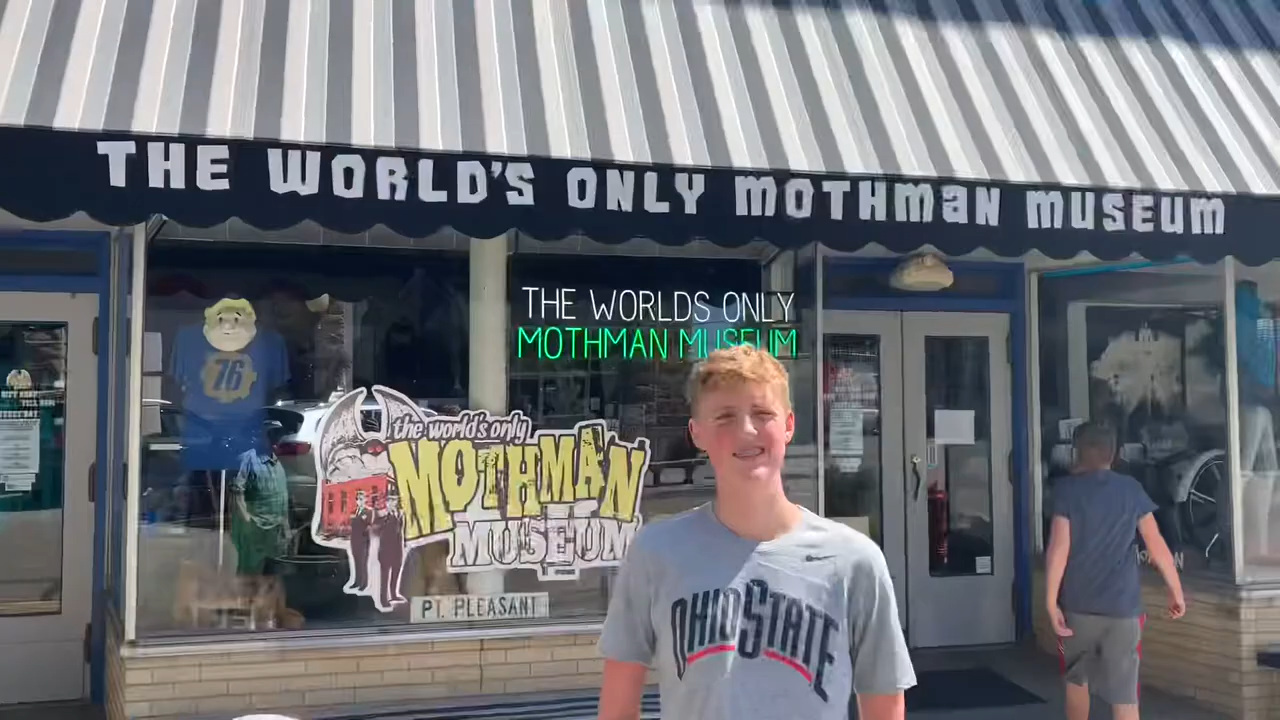 THE WORLD'S ONLY MOTHMAN MUSEUM
THE WORLDS ONLY
MOTHMAN MUSEUM
76
the world's only
MOTHMAN
MUSEUM
PT. PLEASANT
OHIO STATE